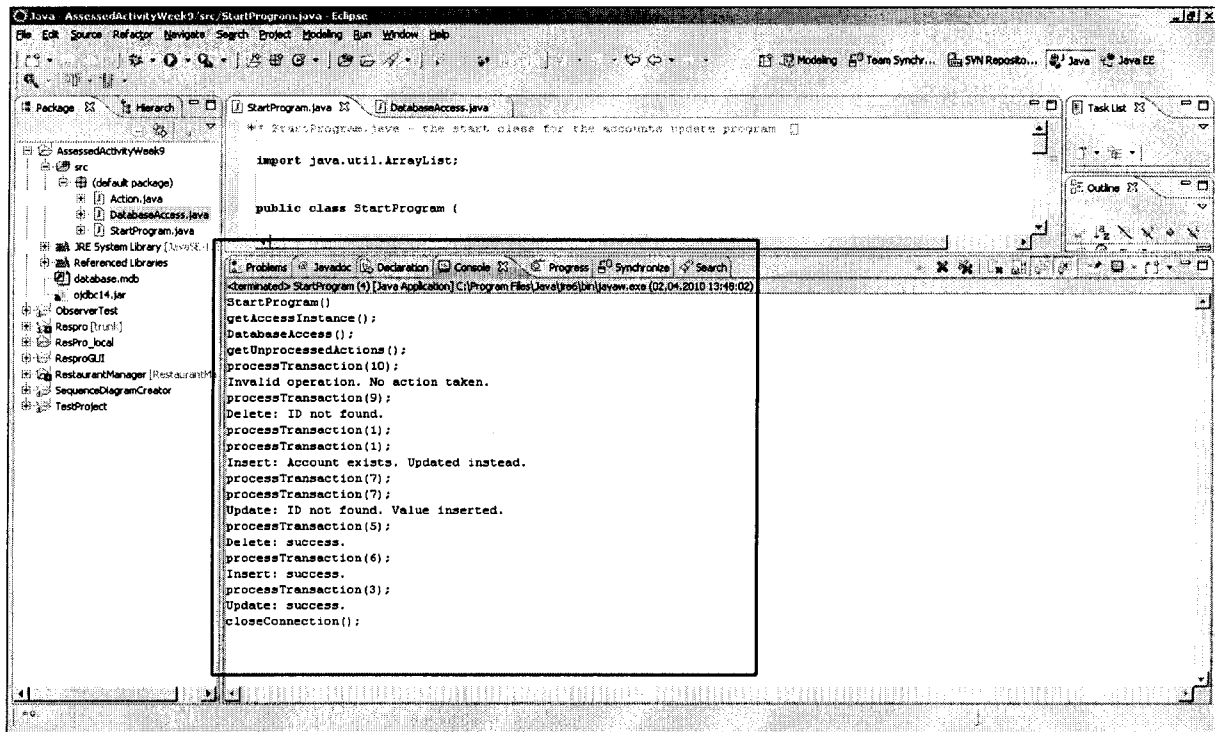 Java - AssessedActivityWeek9/src/StartProgram.java - Eclipse
File Edit Source Refactor Navigate Search Project Modeling Run Window Help
Modeling Team Synchr... SVN Reposito... Java Java EE
Package Hierarch
StartProgram.java DatabaseAccess.java
Task List
* StartProgram.java - the start class for the accounts update program
import java.util.ArrayList;
public class StartProgram {
Outline
AssessedActivityWeek9
src
(default package)
Action.java
DatabaseAccess.java
StartProgram.java
JRE System Library
Referenced Libraries
database.mdb
ojdbc14.jar
ObserverTest
Respro [trunk]
ResPro_local
ResproGUI
RestaurantManager [RestaurantMa
SequenceDiagramCreator
TestProject
Problems Javadoc Declaration Console Progress Synchronize Search
<terminated> StartProgram (4) [Java Application] C:\Program Files\Java\jre6\bin\javaw.exe (02.04.2010 13:48:02)
StartProgram()
getAccessInstance();
DatabaseAccess();
getUnprocessedActions();
processTransaction(10);
Invalid operation. No action taken.
processTransaction(9);
Delete: ID not found.
processTransaction(1);
processTransaction(1);
Insert: Account exists. Updated instead.
processTransaction(7);
processTransaction(7);
Update: ID not found. Value inserted.
processTransaction(5);
Delete: success.
processTransaction(6);
Insert: success.
processTransaction(3);
Update: success.
closeConnection();